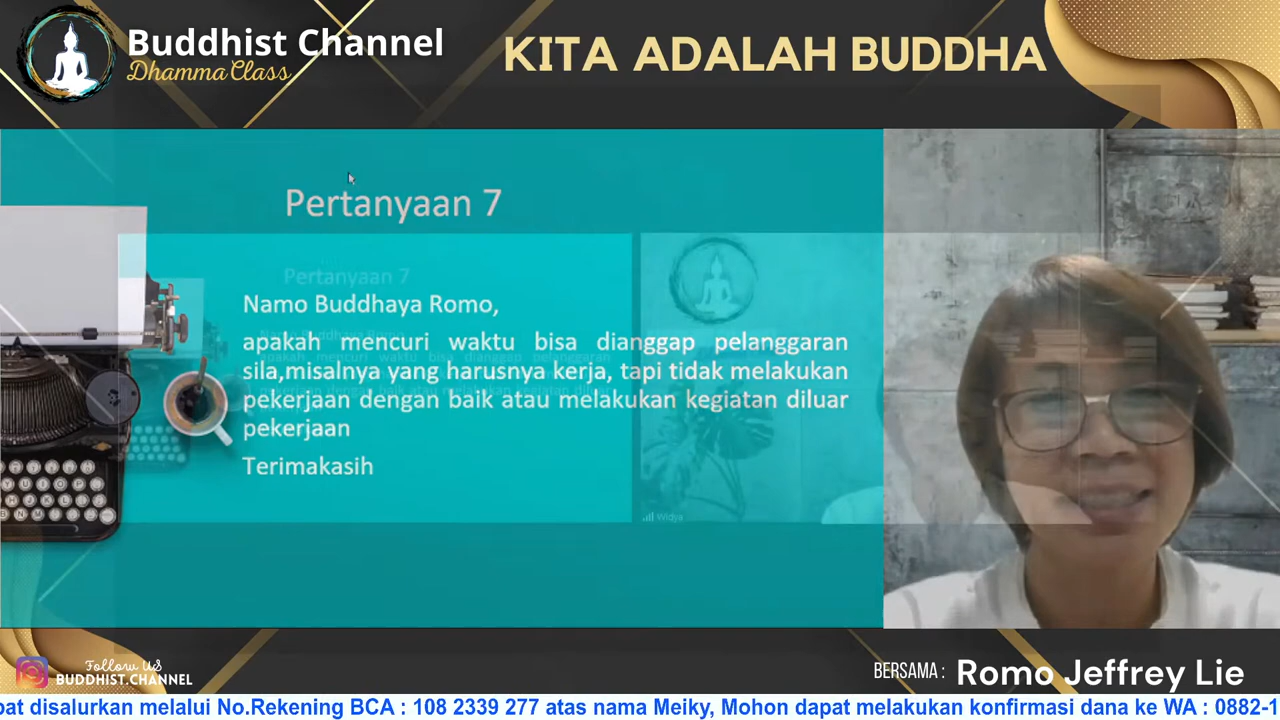 Buddhist Channel
Dhamma Class
KITA ADALAH BUDDHA
Pertanyaan 7
Pertanyaan 7
Namo Buddhaya Romo,
apakah mencuri waktu bisa dianggap pelanggaran
sila,misalnya yang harusnya kerja, tapi tidak melakukan
pekerjaan dengan baik atau melakukan kegiatan diluar
pekerjaan
Terimakasih
Widya
Follow US
BUDDHIST.CHANNEL
BERSAMA : Romo Jeffrey Lie
pat disalurkan melalui No.Rekening BCA : 108 2339 277 atas nama Meiky, Mohon dapat melakukan konfirmasi dana ke WA : 0882-1